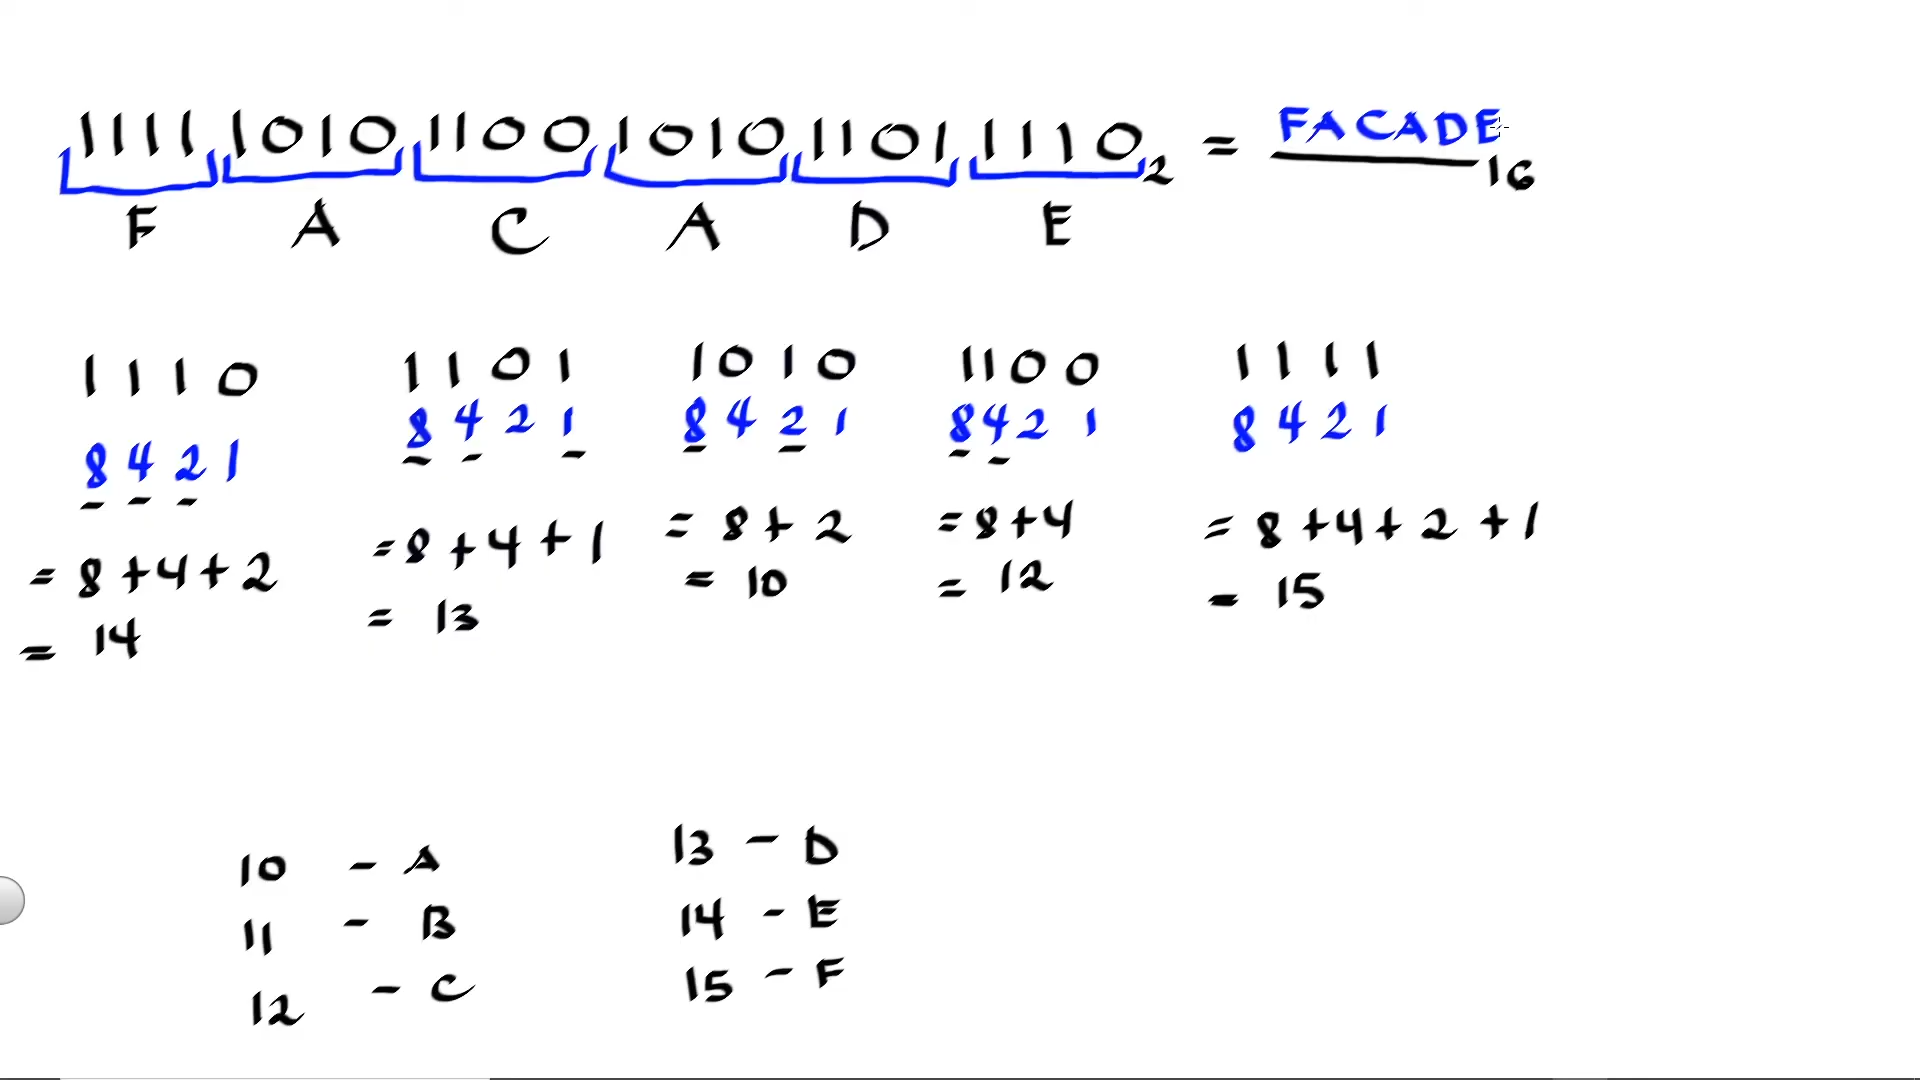 1111 1010 1100 1010 1101 1110₂ = FACADE₁₆
F A C A D E
1110 1101 1010 1100 1111
8421 8421 8421 8421 8421
=8+4+2 =8+4+1 =8+2 =8+4 =8+4+2+1
=14 =13 =10 =12 =15
10 - A 13 - D
11 - B 14 - E
12 - C 15 - F